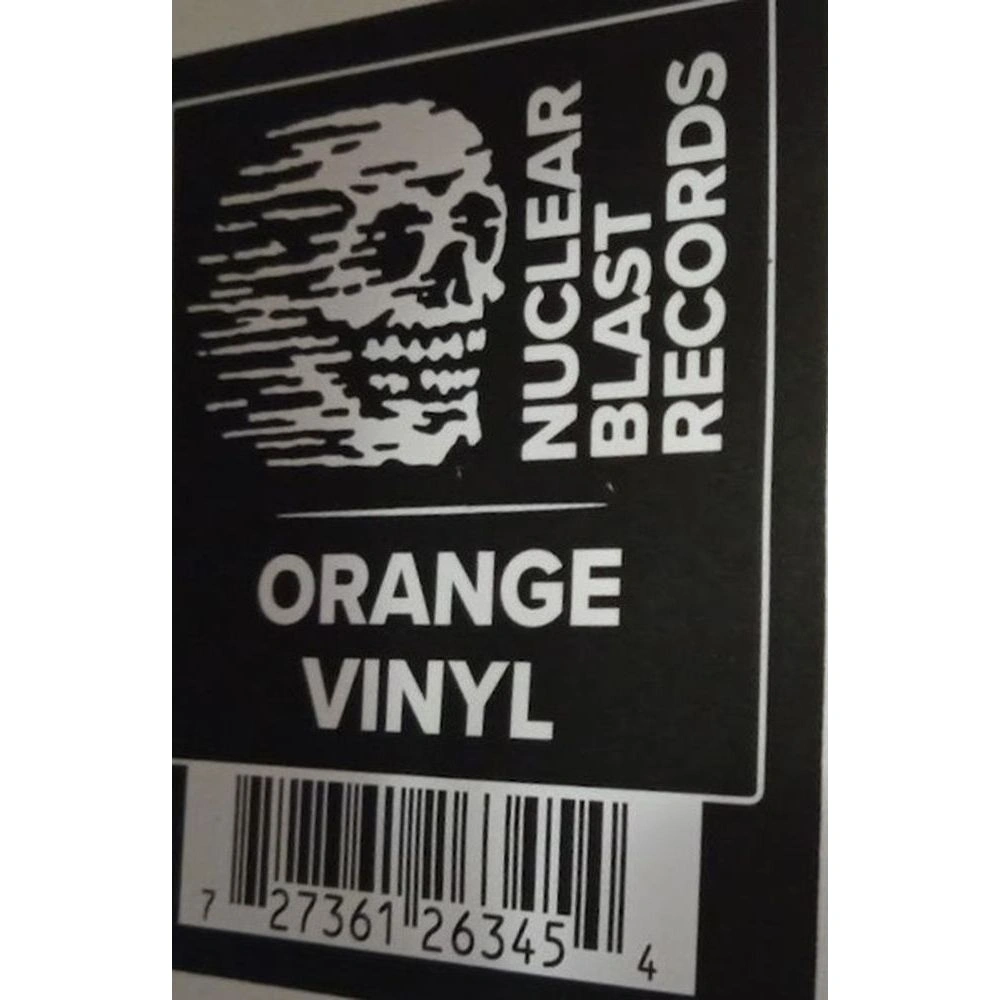 NUCLEAR
BLAST
RECORDS
ORANGE
VINYL
7 27361 26345 4